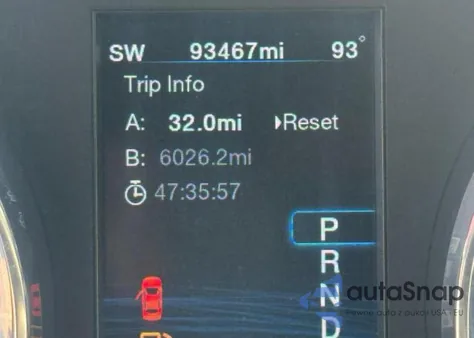 SW 93467mi 93°
Trip Info
A: 32.0mi Reset
B: 6026.2mi
47:35:57
P
R
N
D
autoSnap